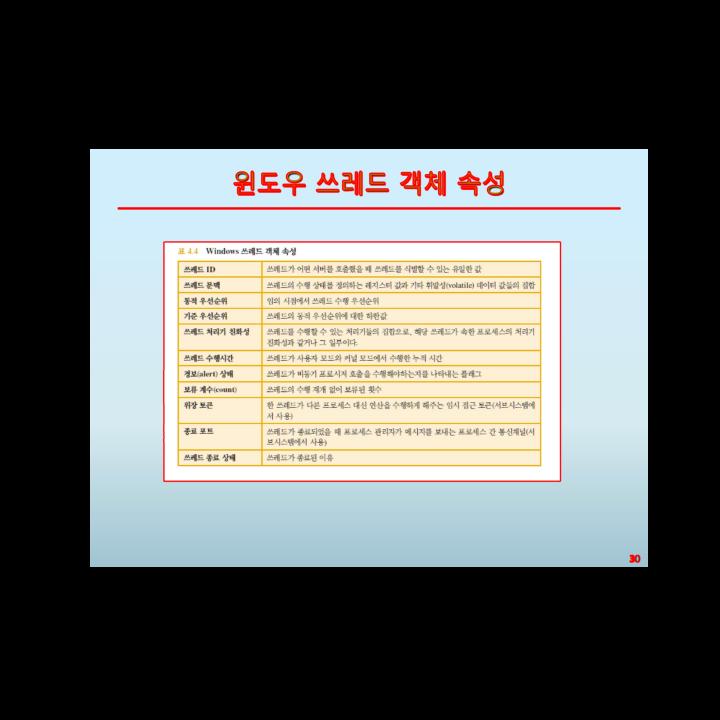 윈도우 쓰레드 객체 속성
표 4.4 Windows 쓰레드 객체 속성
쓰레드 ID 쓰레드가 어떤 서버를 호출했을 때 쓰레드를 식별할 수 있는 유일한 값
쓰레드 문맥 쓰레드의 수행 상태를 정의하는 레지스터 값과 기타 휘발성(volatile) 데이터 값들의 집합
동적 우선순위 임의 시점에서 쓰레드 수행 우선순위
기준 우선순위 쓰레드의 동적 우선순위에 대한 하한값
쓰레드 처리기 친화성 쓰레드를 수행할 수 있는 처리기들의 집합으로, 해당 쓰레드가 속한 프로세스의 처리기
친화성과 같거나 그 일부이다.
쓰레드 수행시간 쓰레드가 사용자 모드와 커널 모드에서 수행한 누적 시간
경보(alert) 상태 쓰레드가 비동기 프로시저 호출을 수행해야하는지를 나타내는 플래그
보류 계수(count) 쓰레드의 수행 재개 없이 보류된 횟수
위장 토큰 한 쓰레드가 다른 프로세스 대신 연산을 수행하게 해주는 임시 접근 토큰(서브시스템에
서 사용)
종료 포트 쓰레드가 종료되었을 때 프로세스 관리자가 메시지를 보내는 프로세스 간 통신채널(서
브시스템에서 사용)
쓰레드 종료 상태 쓰레드가 종료된 이유
30